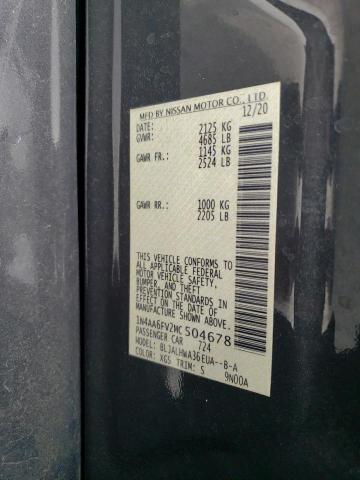 MFD BY NISSAN MOTOR CO., LTD.
DATE: 12/20
GVWR: 2125 KG
4685 LB
GAWR FR.: 1145 KG
2524 LB
GAWR RR.: 1000 KG
2205 LB
THIS VEHICLE CONFORMS TO
ALL APPLICABLE FEDERAL
MOTOR VEHICLE SAFETY,
BUMPER, AND THEFT
PREVENTION STANDARDS
IN EFFECT ON THE DATE OF
MANUFACTURE SHOWN ABOVE.
1N4AA6FV2MC504678
PASSENGER CAR 724
MODEL: BLJALHWA36EUA--B-A
COLOR: XG5 TRIM: S 9N00A